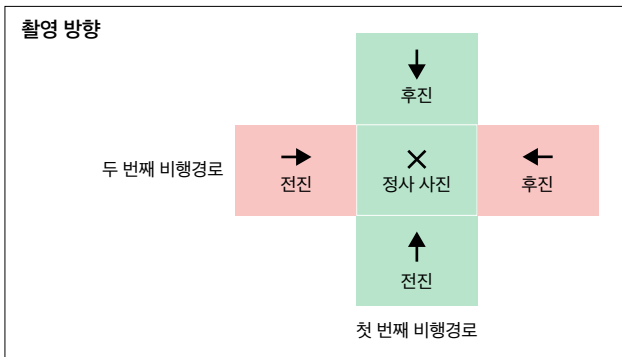 촬영 방향
후진
두 번째 비행경로
전진
정사 사진
후진
전진
첫 번째 비행경로